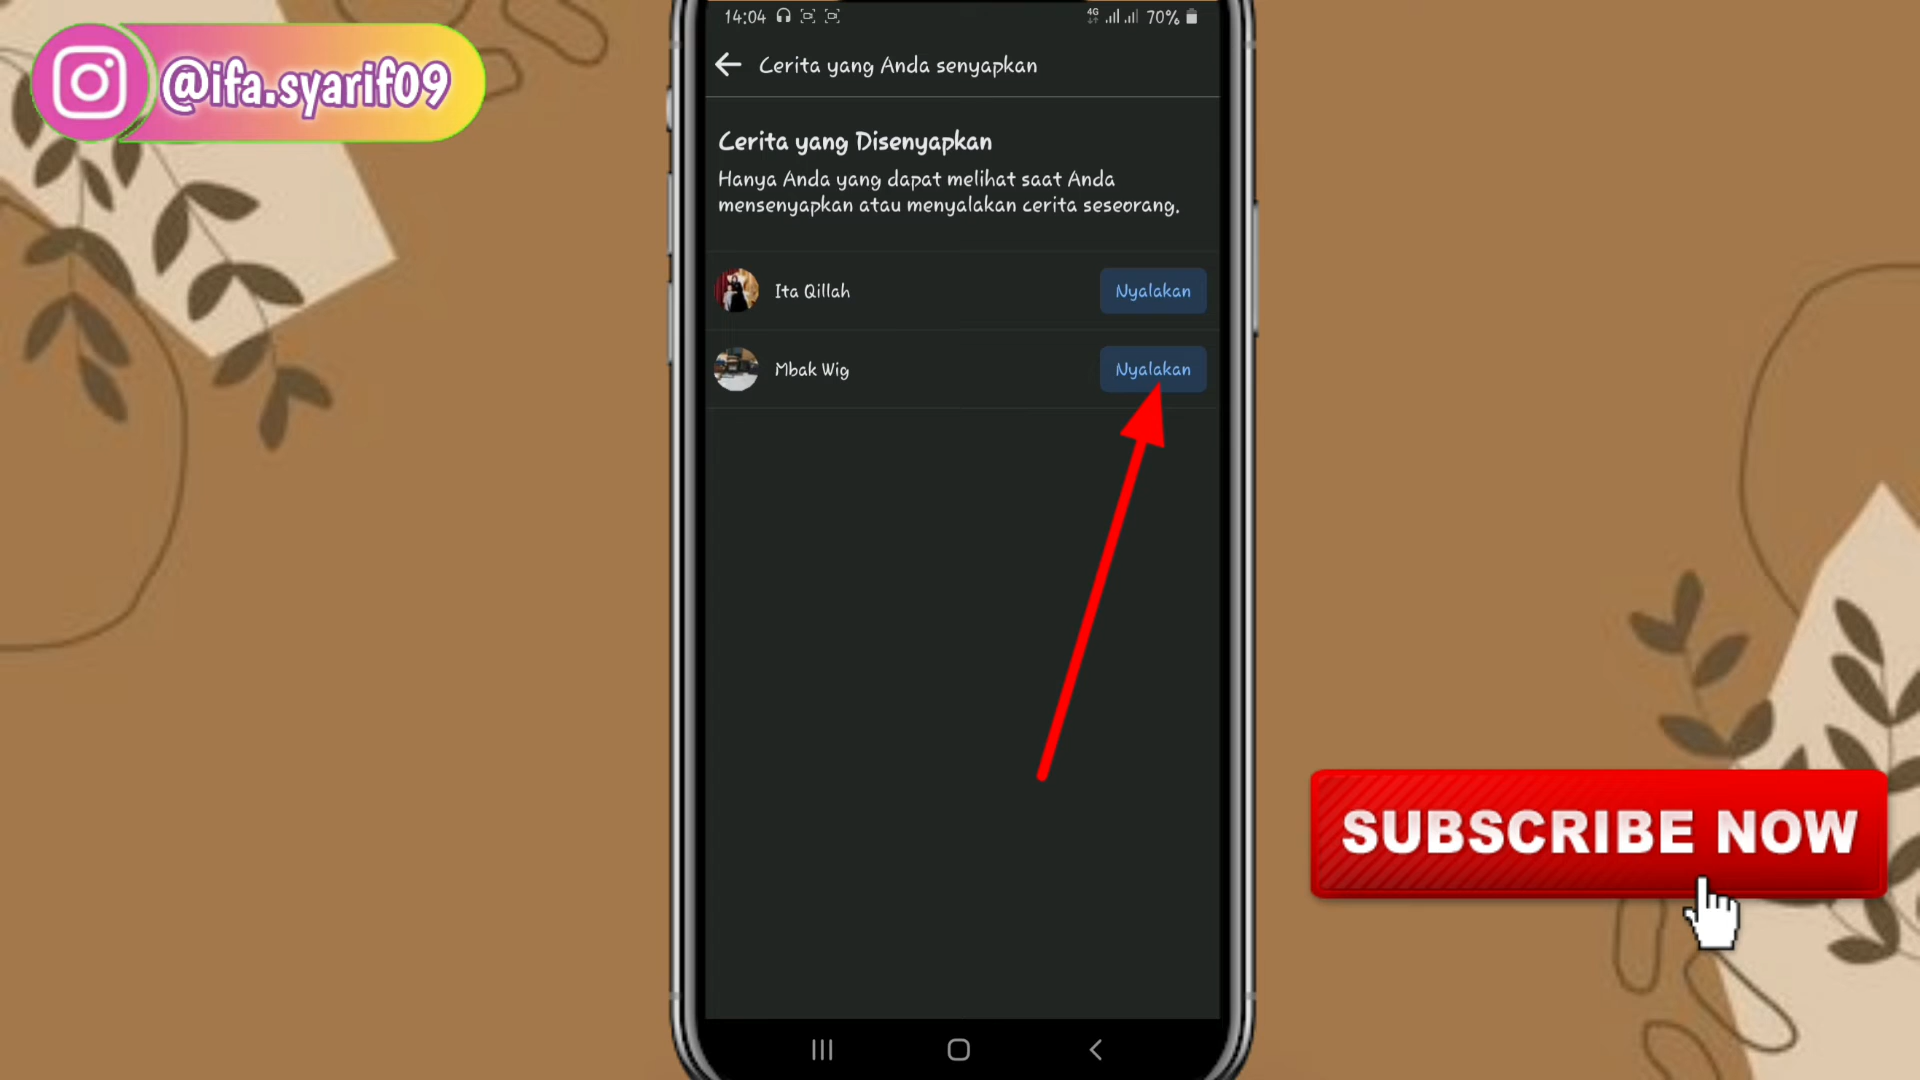 @ifa.syarif09
14:04
4G
70%
Cerita yang Anda senyapkan
Cerita yang Disenyapkan
Hanya Anda yang dapat melihat saat Anda
mensenyapkan atau menyalakan cerita seseorang.
Ita Qillah
Nyalakan
Mbak Wig
Nyalakan
SUBSCRIBE NOW